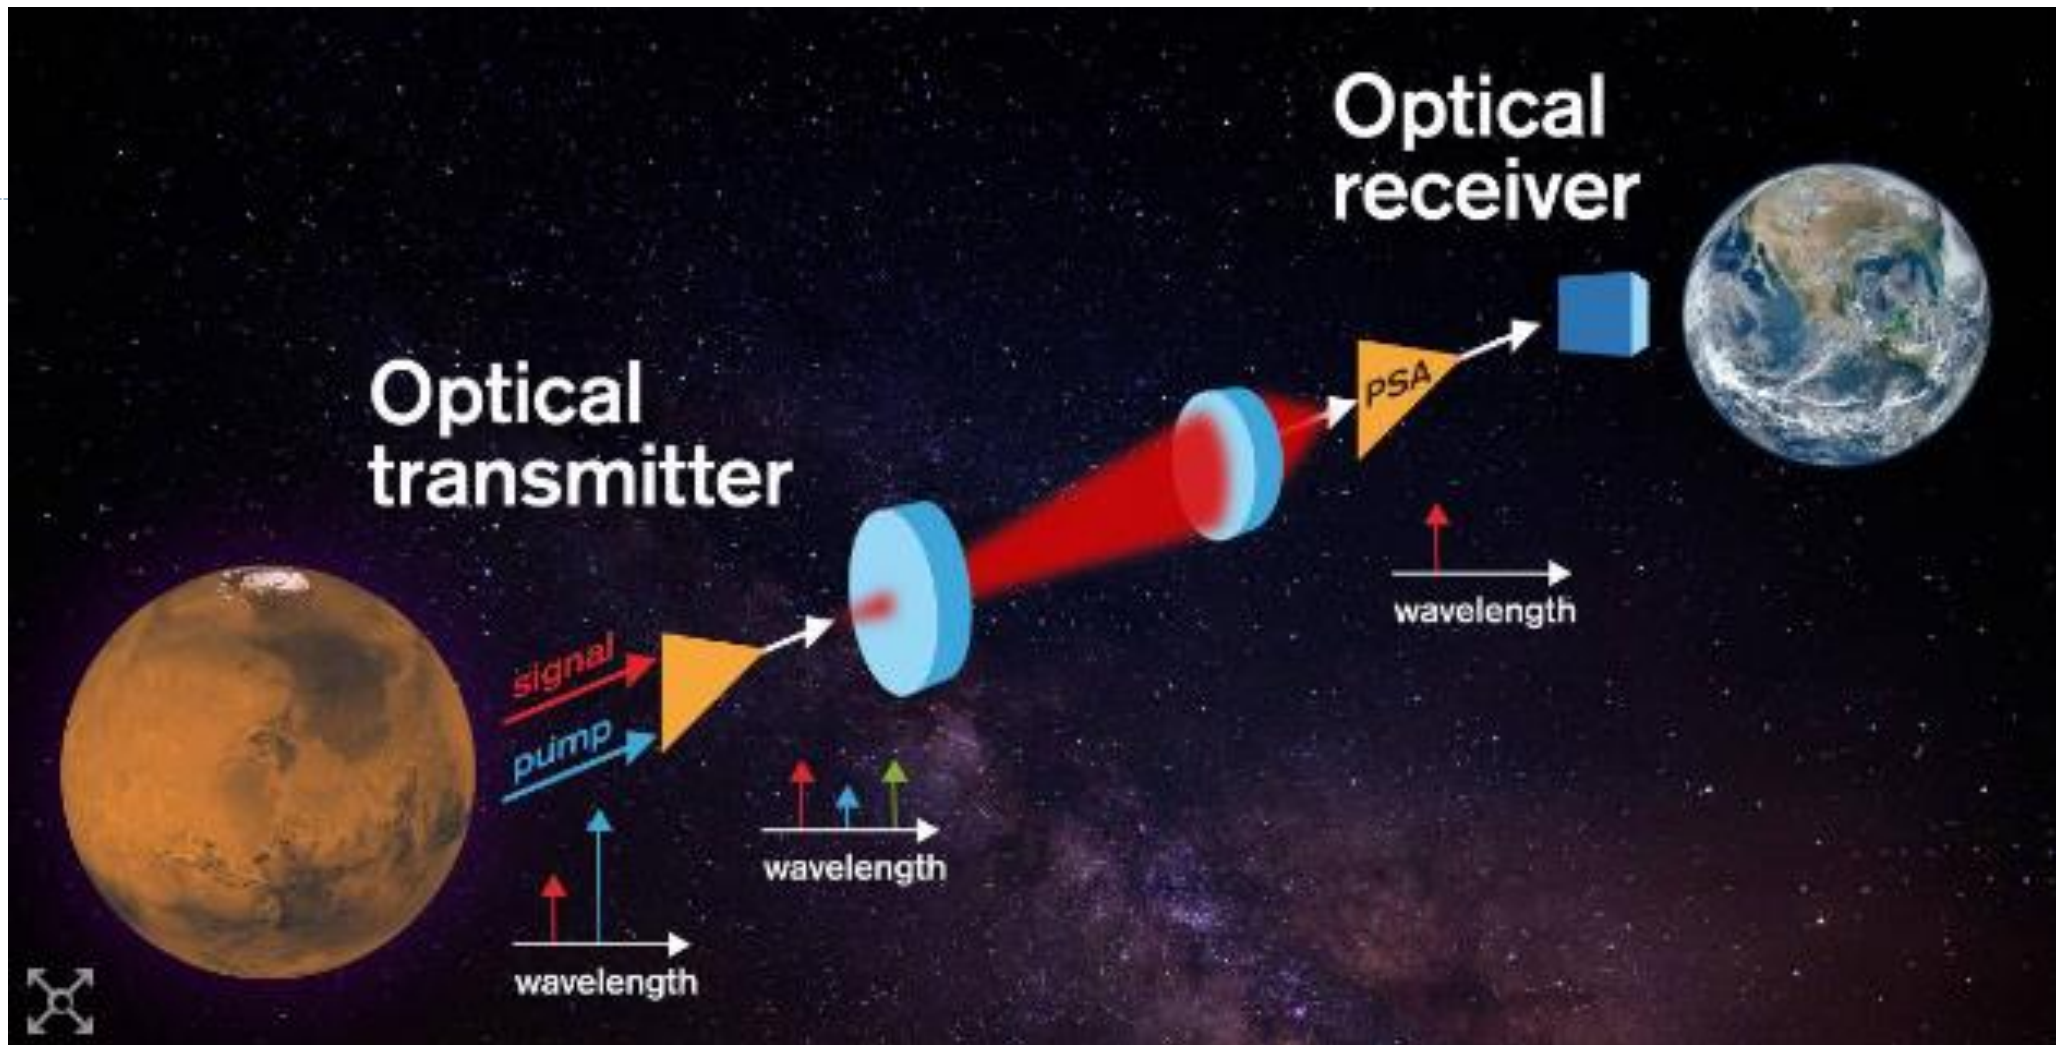 Optical
receiver
PSA
wavelength
Optical
transmitter
signal
pump
wavelength
wavelength